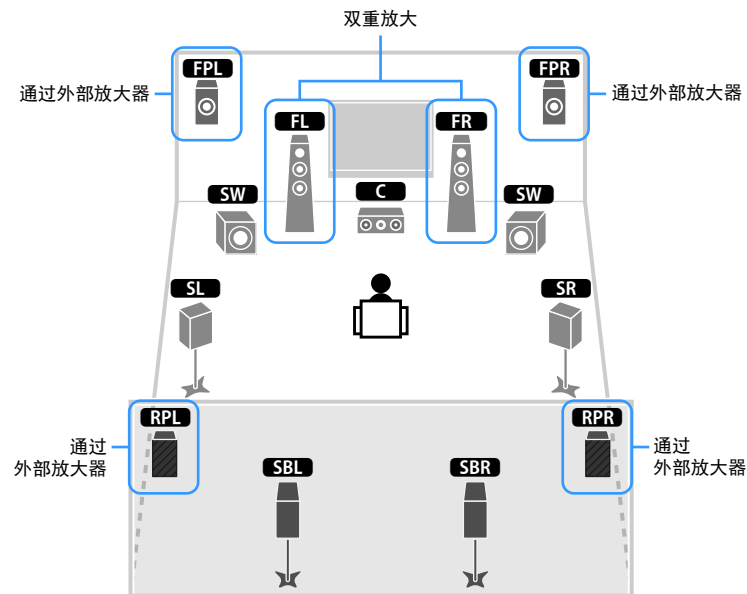 双重放大
FPL
FPR
通过外部放大器
通过外部放大器
FL
FR
SW
C
SW
SL
SR
RPL
RPR
通过
外部放大器
通过
外部放大器
SBL
SBR